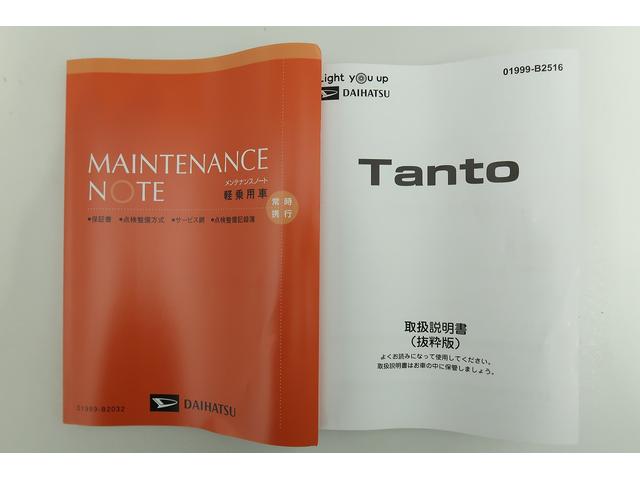 MAINTENANCE
NOTE
メンテナンスノート
軽乗用車
常時
携行
●保証書 ●点検整備方式 ●サービス網 ●点検整備記録簿
01999-B2032
DAIHATSU
Light you up
DAIHATSU
01999-B2516
Tanto
取扱説明書
(抜粋版)
よくお読みになって使用してください。
取扱説明書はお車の中に保管しましょう。